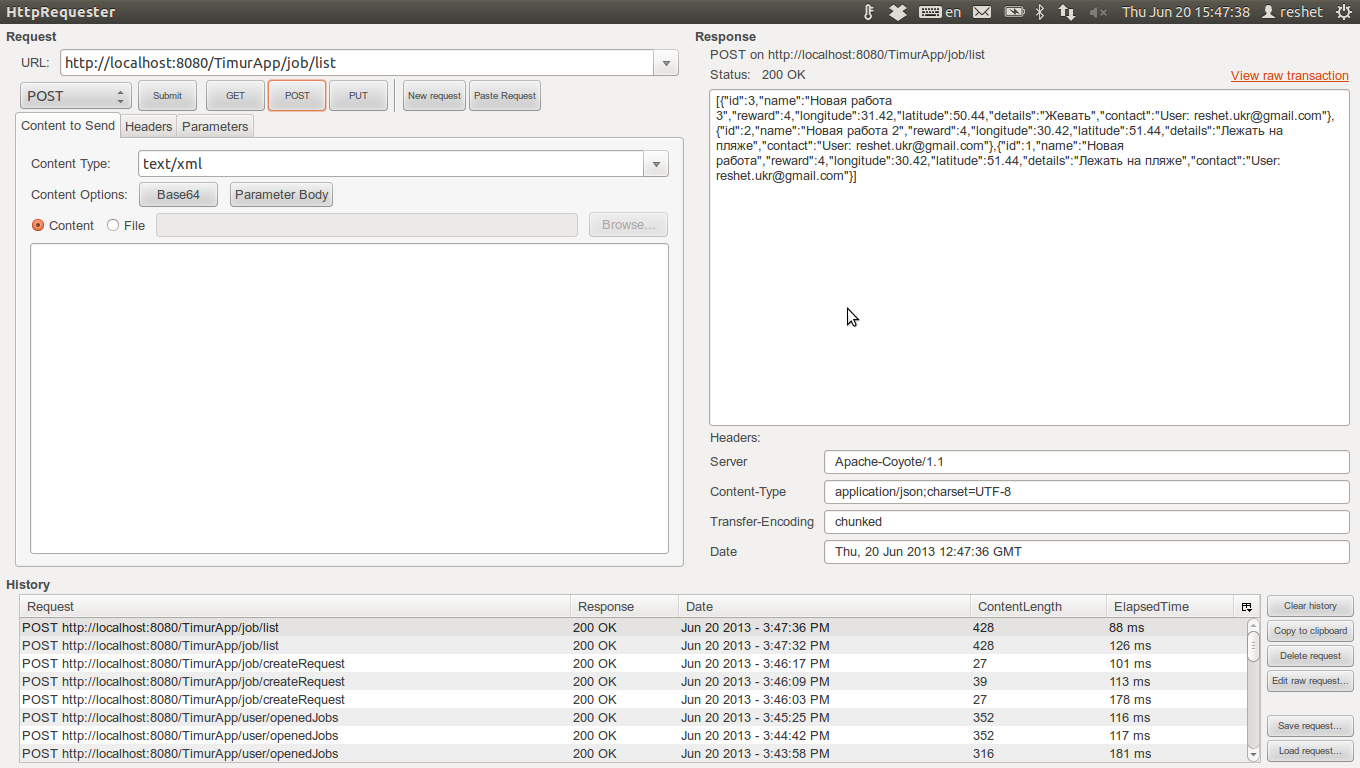 HttpRequester
en
Thu Jun 20 15:47:38
reshet
Request
URL:
http://localhost:8080/TimurApp/job/list
POST
Submit
GET
POST
PUT
New request
Paste Request
Content to Send
Headers
Parameters
Content Type:
text/xml
Content Options:
Base64
Parameter Body
Content
File
Browse...
Response
POST on http://localhost:8080/TimurApp/job/list
Status: 200 OK
View raw transaction
[{"id":3,"name":"Новая работа
3","reward":4,"longitude":31.42,"latitude":50.44,"details":"Жевать","contact":"User: reshet.ukr@gmail.com"},
{"id":2,"name":"Новая работа 2","reward":4,"longitude":30.42,"latitude":51.44,"details":"Лежать на
пляже","contact":"User: reshet.ukr@gmail.com"},{"id":1,"name":"Новая
работа","reward":4,"longitude":30.42,"latitude":51.44,"details":"Лежать на пляже","contact":"User:
reshet.ukr@gmail.com"}]
Headers:
Server Apache-Coyote/1.1
Content-Type application/json;charset=UTF-8
Transfer-Encoding chunked
Date Thu, 20 Jun 2013 12:47:36 GMT
History
Request Response Date ContentLength ElapsedTime
POST http://localhost:8080/TimurApp/job/list 200 OK Jun 20 2013 - 3:47:36 PM 428 88 ms
POST http://localhost:8080/TimurApp/job/list 200 OK Jun 20 2013 - 3:47:32 PM 428 126 ms
POST http://localhost:8080/TimurApp/job/createRequest 200 OK Jun 20 2013 - 3:46:17 PM 27 101 ms
POST http://localhost:8080/TimurApp/job/createRequest 200 OK Jun 20 2013 - 3:46:09 PM 39 113 ms
POST http://localhost:8080/TimurApp/job/createRequest 200 OK Jun 20 2013 - 3:46:03 PM 27 178 ms
POST http://localhost:8080/TimurApp/user/openedJobs 200 OK Jun 20 2013 - 3:45:25 PM 352 116 ms
POST http://localhost:8080/TimurApp/user/openedJobs 200 OK Jun 20 2013 - 3:44:42 PM 352 117 ms
POST http://localhost:8080/TimurApp/user/openedJobs 200 OK Jun 20 2013 - 3:43:58 PM 316 181 ms
Clear history
Copy to clipboard
Delete request
Edit raw request...
Save request...
Load request...